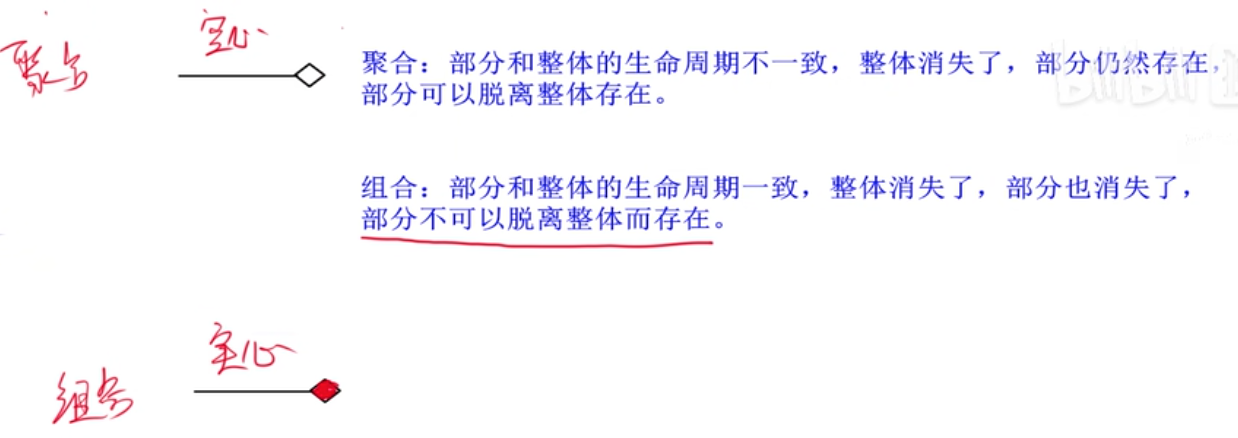 聚合
空心
聚合：部分和整体的生命周期不一致，整体消失了，部分仍然存在，
部分可以脱离整体存在。
bilibili
组合：部分和整体的生命周期一致，整体消失了，部分也消失了，
部分不可以脱离整体而存在。
实心
组合